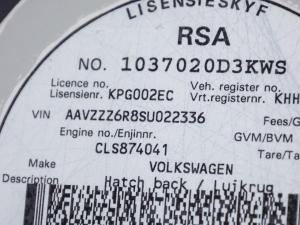 LISENSIESKYF
RSA
NO. 1037020D3KWS
Licence no. Veh. register no.
Lisensienr. KPG002EC Vrt.registernr. KHH
VIN AAVZZZ6R8SU022336 Fees/G
Engine no./Enjinnr. GVM/BVM
CLS874041 Tare/Ta
Make VOLKSWAGEN
Description Hatch back / Luikrug